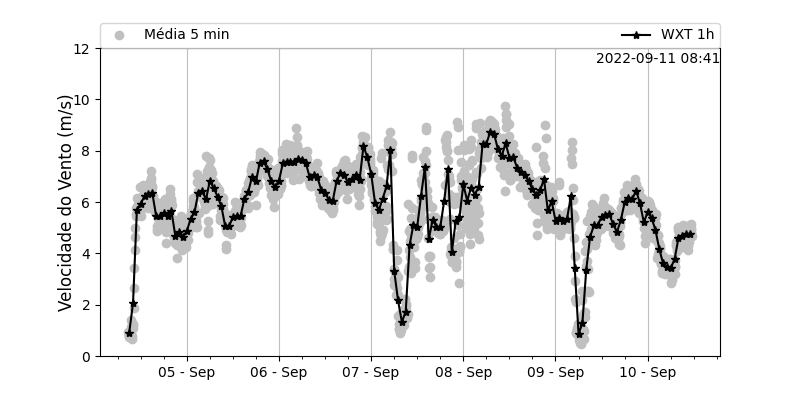 Média 5 min
WXT 1h
2022-09-11 08:41
Velocidade do Vento (m/s)
12
10
8
6
4
2
0
05 - Sep
06 - Sep
07 - Sep
08 - Sep
09 - Sep
10 - Sep